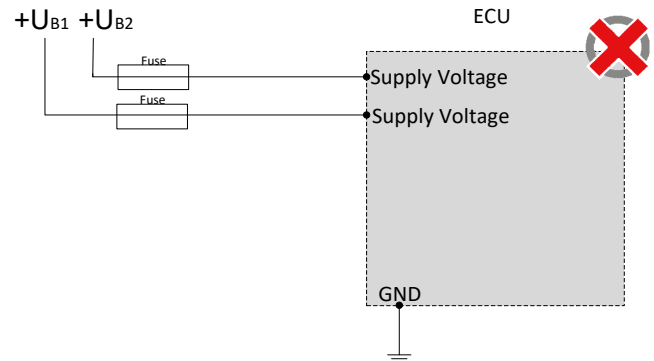 +UB1 +UB2
ECU
Fuse
Supply Voltage
Fuse
Supply Voltage
GND